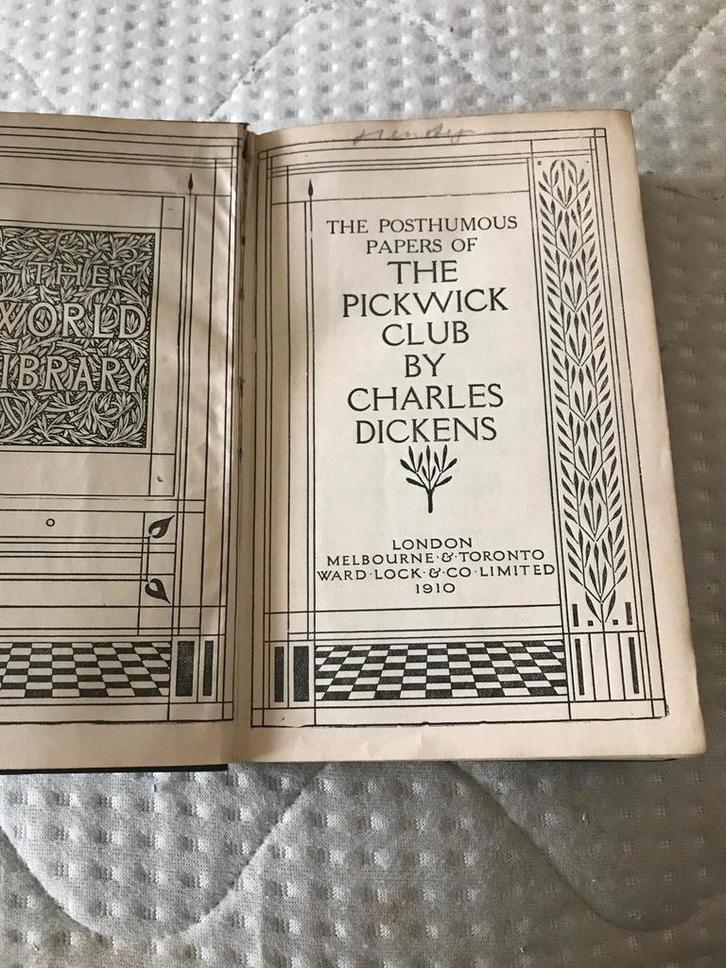 THE
WORLD
IBRARY
THE POSTHUMOUS
PAPERS OF
THE
PICKWICK
CLUB
BY
CHARLES
DICKENS
LONDON
MELBOURNE·&·TORONTO
WARD·LOCK·&·CO·LIMITED
1910